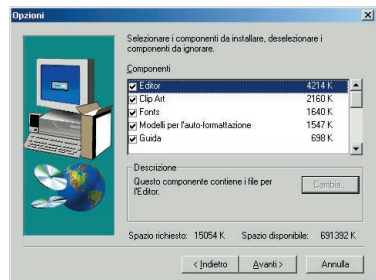 Opzioni
Selezionare i componenti da installare, deselezionare i
componenti da ignorare.
Componenti
Editor 4214 K
Clip Art 2160 K
Fonts 1640 K
Modelli per l'auto-formattazione 1547 K
Guida 698 K
Descrizione
Questo componente contiene i file per
l'Editor.
Cambia...
Spazio richiesto: 15054 K Spazio disponibile: 691392 K
< Indietro Avanti > Annulla